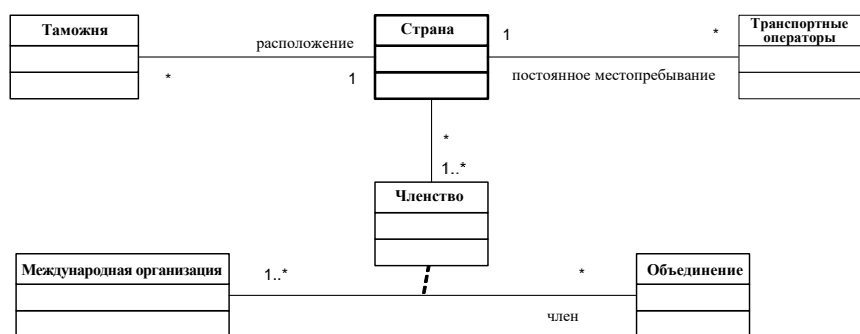 Таможня
Страна
Транспортные
операторы
расположение
1
*
*
1
постоянное местопребывание
*
1..*
Членство
Международная организация
1..*
*
Объединение
член